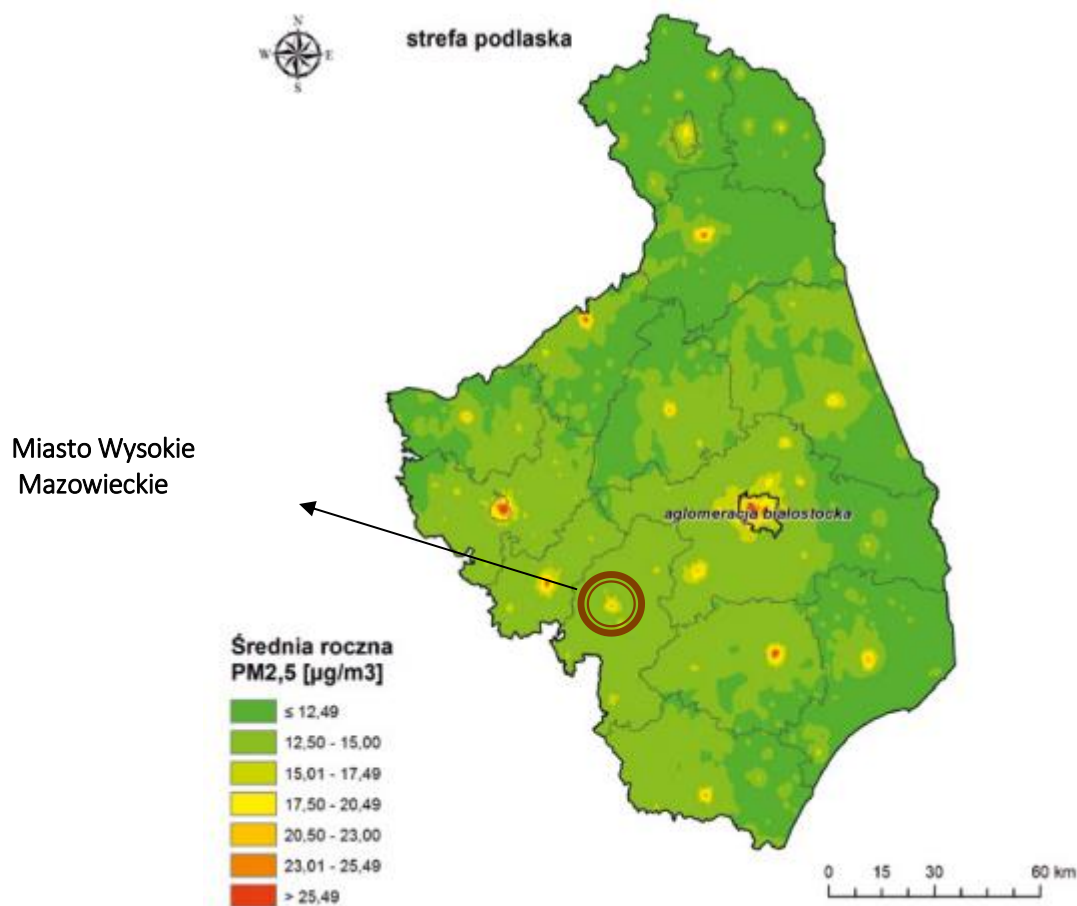 N
W E
S
strefa podlaska
Miasto Wysokie
Mazowieckie
aglomeracja białostocka
Średnia roczna
PM2,5 [µg/m3]
≤ 12,49
12,50 - 15,00
15,01 - 17,49
17,50 - 20,49
20,50 - 23,00
23,01 - 25,49
> 25,49
0 15 30 60 km